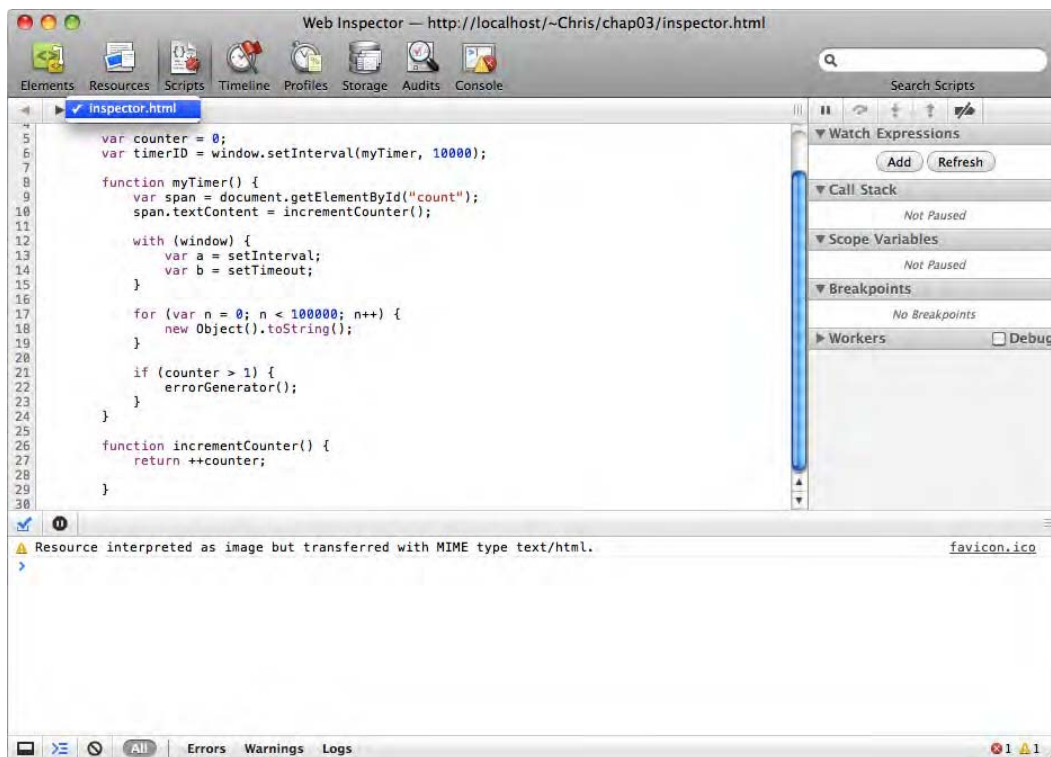 Web Inspector — http://localhost/~Chris/chap03/inspector.html
Elements Resources Scripts Timeline Profiles Storage Audits Console
Search Scripts
inspector.html
4
5 var counter = 0;
6 var timerID = window.setInterval(myTimer, 10000);
7
8 function myTimer() {
9 var span = document.getElementById("count");
10 span.textContent = incrementCounter();
11
12 with (window) {
13 var a = setInterval;
14 var b = setTimeout;
15 }
16
17 for (var n = 0; n < 100000; n++) {
18 new Object().toString();
19 }
20
21 if (counter > 1) {
22 errorGenerator();
23 }
24 }
25
26 function incrementCounter() {
27 return ++counter;
28
29 }
30
Watch Expressions
Add Refresh
Call Stack
Not Paused
Scope Variables
Not Paused
Breakpoints
No Breakpoints
Workers Debug
Resource interpreted as image but transferred with MIME type text/html. favicon.ico
>
All Errors Warnings Logs 1 1